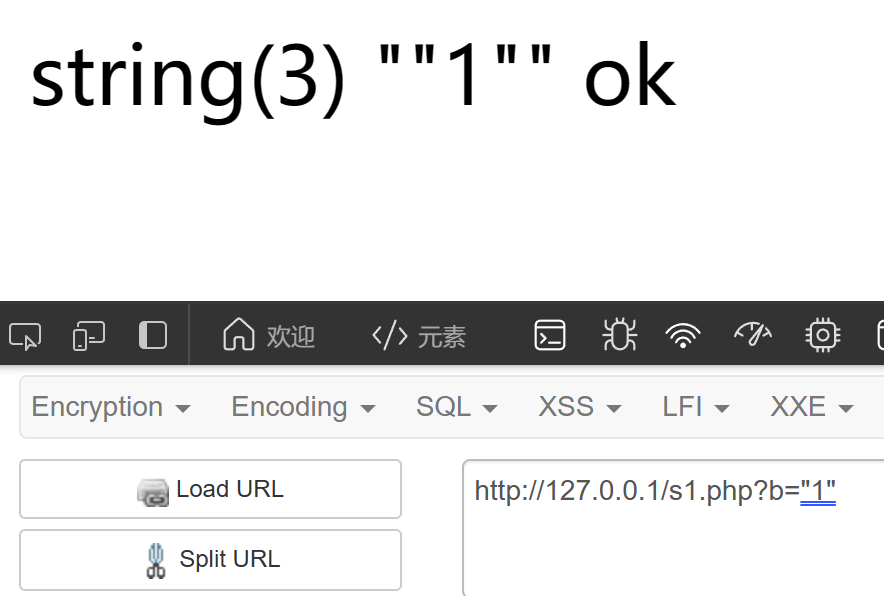 string(3) ""1"" ok
欢迎 元素
Encryption Encoding SQL XSS LFI XXE
Load URL
http://127.0.0.1/s1.php?b="1"
Split URL